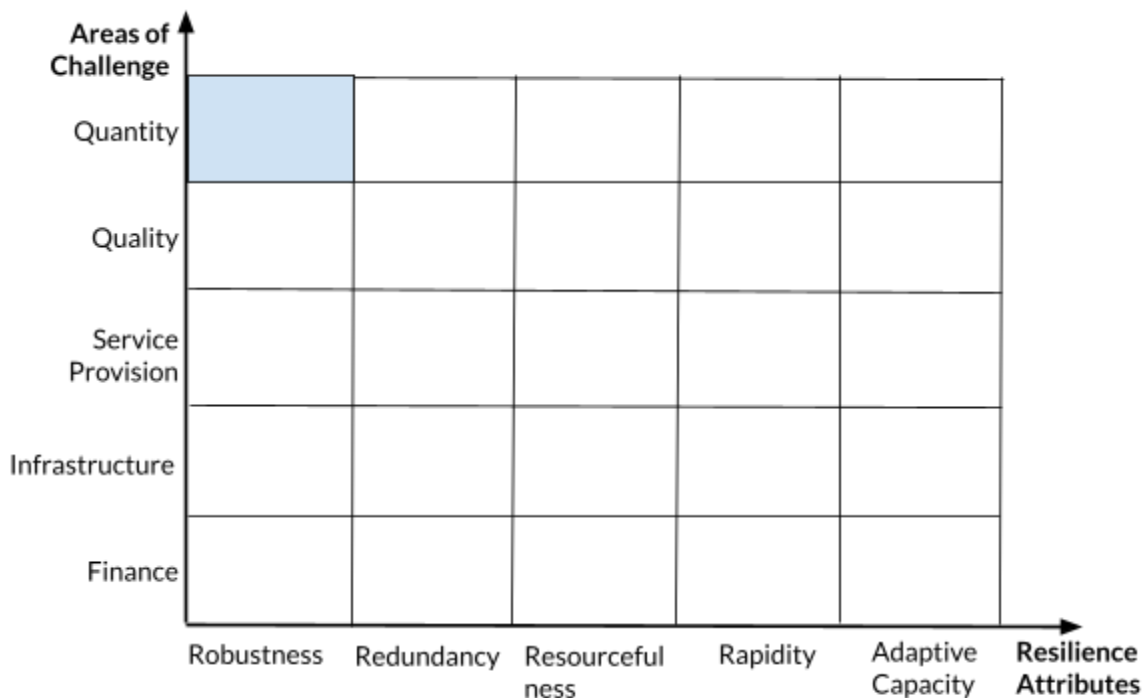 Areas of
Challenge
Quantity
Quality
Service
Provision
Infrastructure
Finance
Robustness
Redundancy
Resourceful
ness
Rapidity
Adaptive
Capacity
Resilience
Attributes